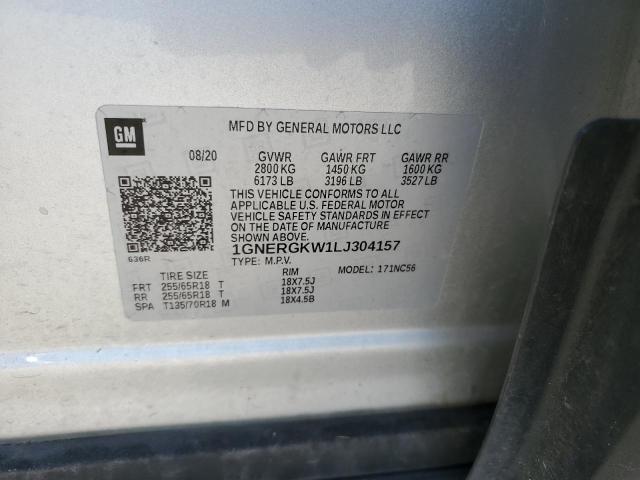 GM
MFD BY GENERAL MOTORS LLC
08/20 GVWR GAWR FRT GAWR RR
2800 KG 1450 KG 1600 KG
6173 LB 3196 LB 3527 LB
THIS VEHICLE CONFORMS TO ALL
APPLICABLE U.S. FEDERAL MOTOR
VEHICLE SAFETY STANDARDS IN EFFECT
ON THE DATE OF MANUFACTURE
SHOWN ABOVE.
636R
1GNERGKW1LJ304157
TYPE: M.P.V. MODEL: 171NC56
TIRE SIZE RIM
FRT 255/65R18 T 18X7.5J
RR 255/65R18 T 18X7.5J
SPA T135/70R18 M 18X4.5B